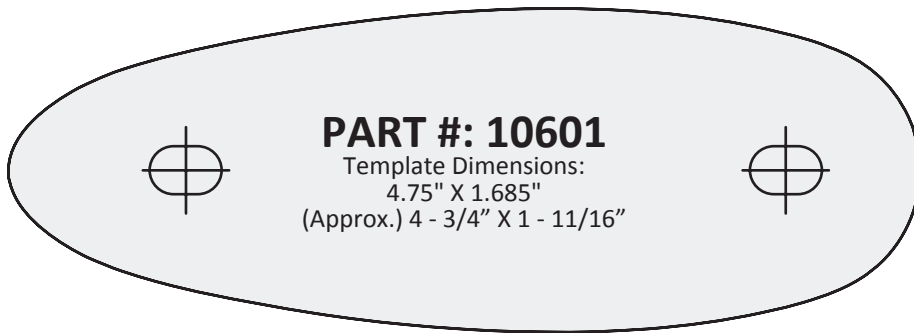 PART #: 10601
Template Dimensions:
4.75" X 1.685"
(Approx.) 4 - 3/4” X 1 - 11/16”